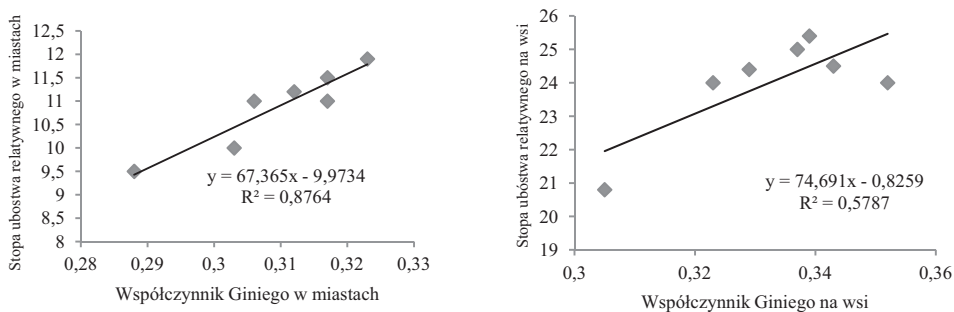 Stopa ubostwa relatywnego w miastach
12,5
12
11,5
11
10,5
10
9,5
9
8,5
8
0,28 0,29 0,3 0,31 0,32 0,33
y = 67,365x - 9,9734
R² = 0,8764
Współczynnik Giniego w miastach
Stopa ubóstwa relatywnego na wsi
26
25
24
23
22
21
20
19
0,3 0,32 0,34 0,36
y = 74,691x - 0,8259
R² = 0,5787
Współczynnik Giniego na wsi